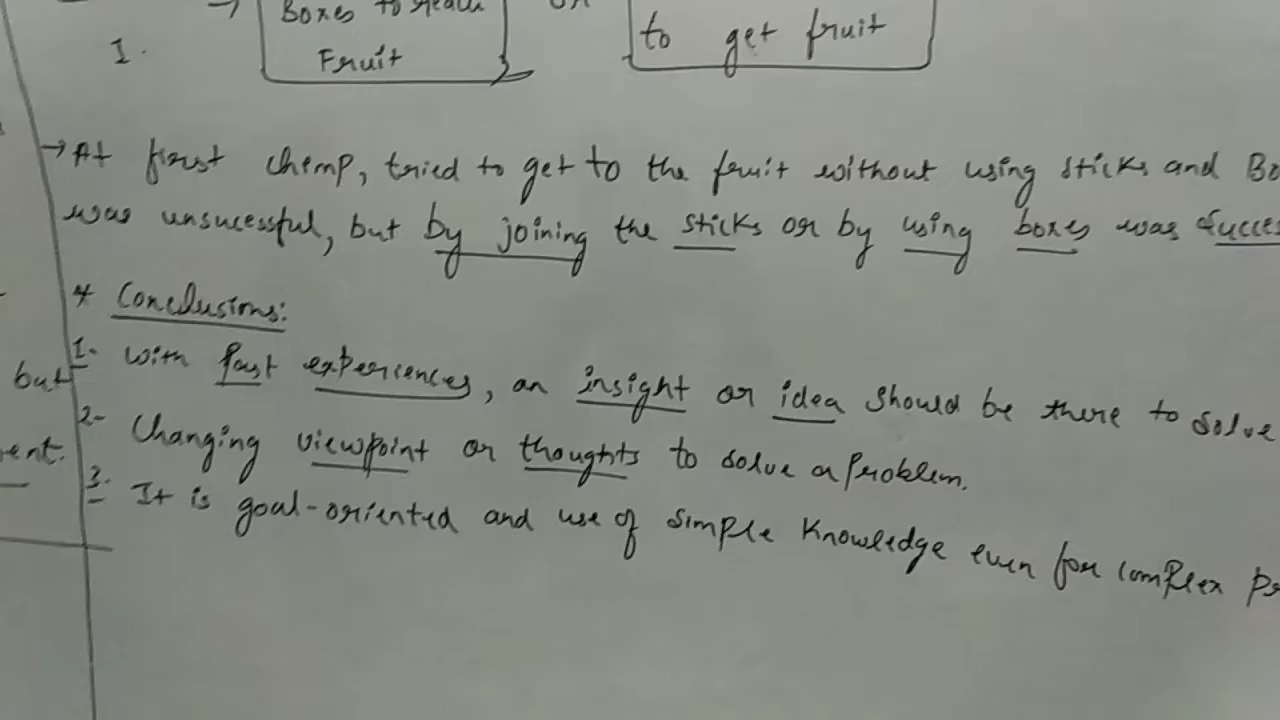 → Boxes to reach or
1. Fruit to get fruit
→ At first chimp, tried to get to the fruit without using sticks and Bo
was unsucessful, but by joining the sticks or by using boxes was succes
* Conclusions:
but 1. With past experiences, an insight or idea should be there to solve
2- Changing viewpoint or thoughts to solve a problem.
ent. 3. It is goal-oriented and use of simple knowledge even for complex pr